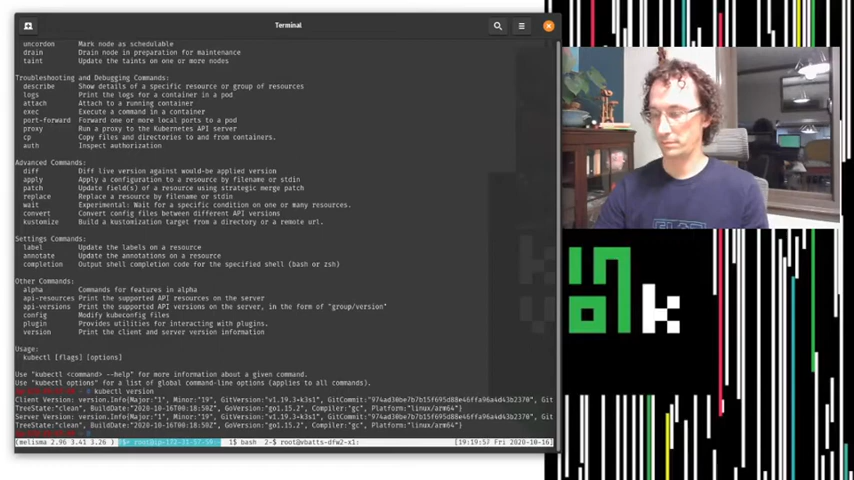 Terminal
uncordon Mark node as schedulable
drain Drain node in preparation for maintenance
taint Update the taints on one or more nodes
Troubleshooting and Debugging Commands:
describe Show details of a specific resource or group of resources
logs Print the logs for a container in a pod
attach Attach to a running container
exec Execute a command in a container
port-forward Forward one or more local ports to a pod
proxy Run a proxy to the Kubernetes API server
cp Copy files and directories to and from containers.
auth Inspect authorization
Advanced Commands:
diff Diff live version against would-be applied version
apply Apply a configuration to a resource by filename or stdin
patch Update field(s) of a resource using strategic merge patch
replace Replace a resource by filename or stdin
wait Experimental: Wait for a specific condition on one or many resources.
convert Convert config files between different API versions
kustomize Build a kustomization target from a directory or a remote url.
Settings Commands:
label Update the labels on a resource
annotate Update the annotations on a resource
completion Output shell completion code for the specified shell (bash or zsh)
Other Commands:
alpha Commands for features in alpha
api-resources Print the supported API resources on the server
api-versions Print the supported API versions on the server, in the form of "group/version"
config Modify kubeconfig files
plugin Provides utilities for interacting with plugins.
version Print the client and server version information
Usage:
kubectl [flags] [options]
Use "kubectl <command> --help" for more information about a given command.
Use "kubectl options" for a list of global command-line options (applies to all commands).
kubectl version
Client Version: version.Info{Major:"1", Minor:"19", GitVersion:"v1.19.3-k3s1", GitCommit:
TreeState:"clean", BuildDate:"2020-10-16T00:18:50Z", GoVersion:"go1.15.2", Compiler:"gc", Platform:"linux/arm64"}
Server Version: version.Info{Major:"1", Minor:"19", GitVersion:"v1.19.3-k3s1", GitCommit:
TreeState:"clean", BuildDate:"2020-10-16T00:18:50Z", GoVersion:"go1.15.2", Compiler:"gc", Platform:"linux/arm64"}
(melisma 2.96 3.41 3.26 ) 1$ bash 2-$ root@vbatts-dfw2-x1: [19:19:57 Fri 2020-10-16]
kin
volk